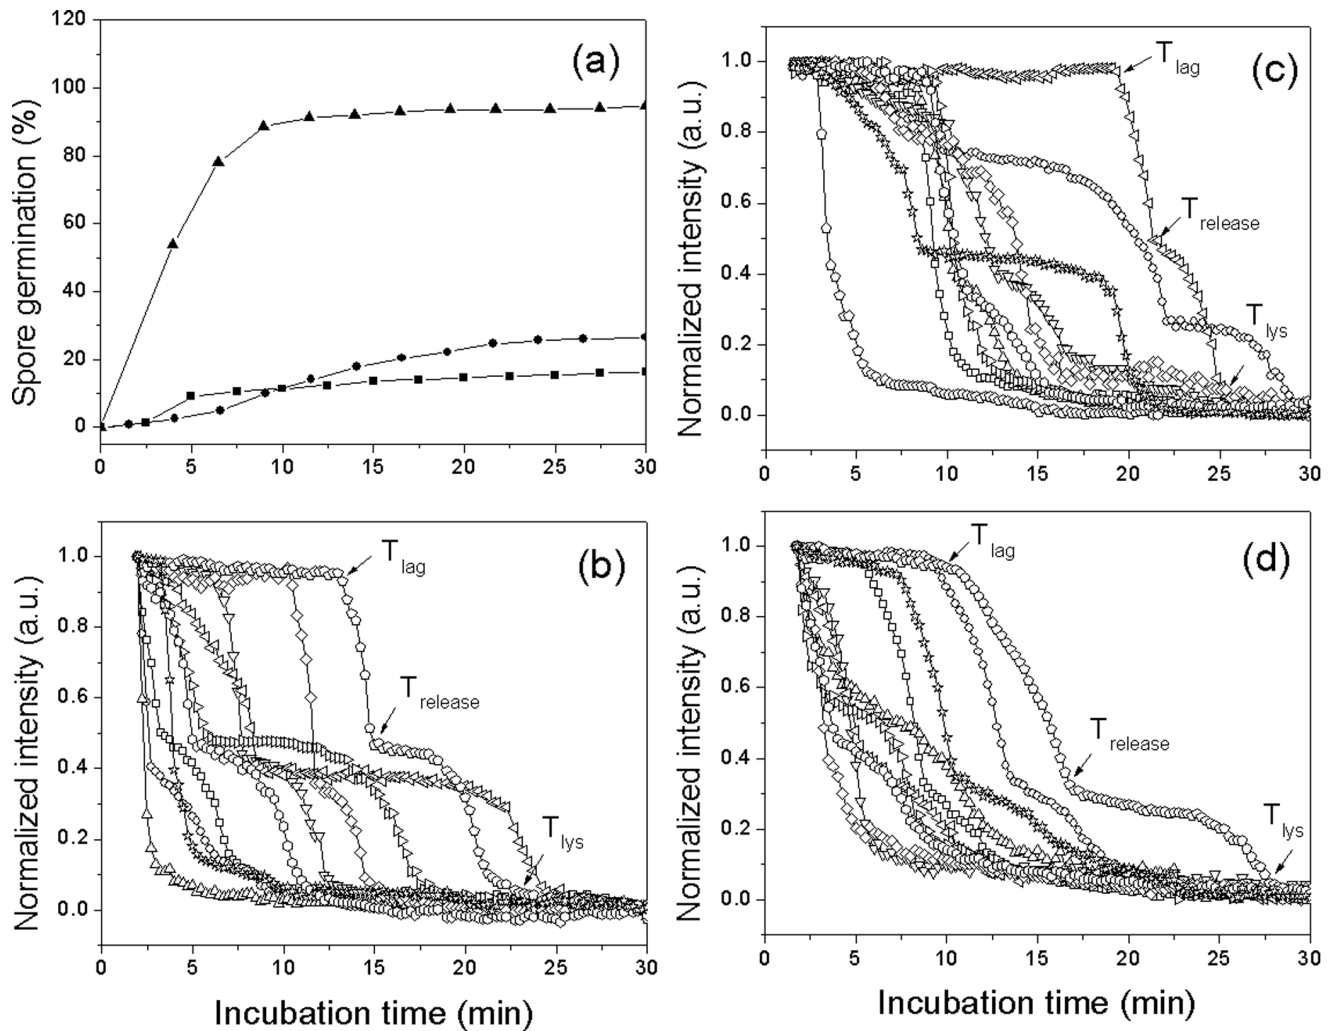 (a)
Spore germination (%)
120
100
80
60
40
20
0
0 5 10 15 20 25 30
(c)
Normalized intensity (a.u.)
1.0
0.8
0.6
0.4
0.2
0.0
T lag
T release
T lys
0 5 10 15 20 25 30
(b)
Normalized intensity (a.u.)
1.0
0.8
0.6
0.4
0.2
0.0
T lag
T release
T lys
0 5 10 15 20 25 30
Incubation time (min)
(d)
Normalized intensity (a.u.)
1.0
0.8
0.6
0.4
0.2
0.0
T lag
T release
T lys
0 5 10 15 20 25 30
Incubation time (min)